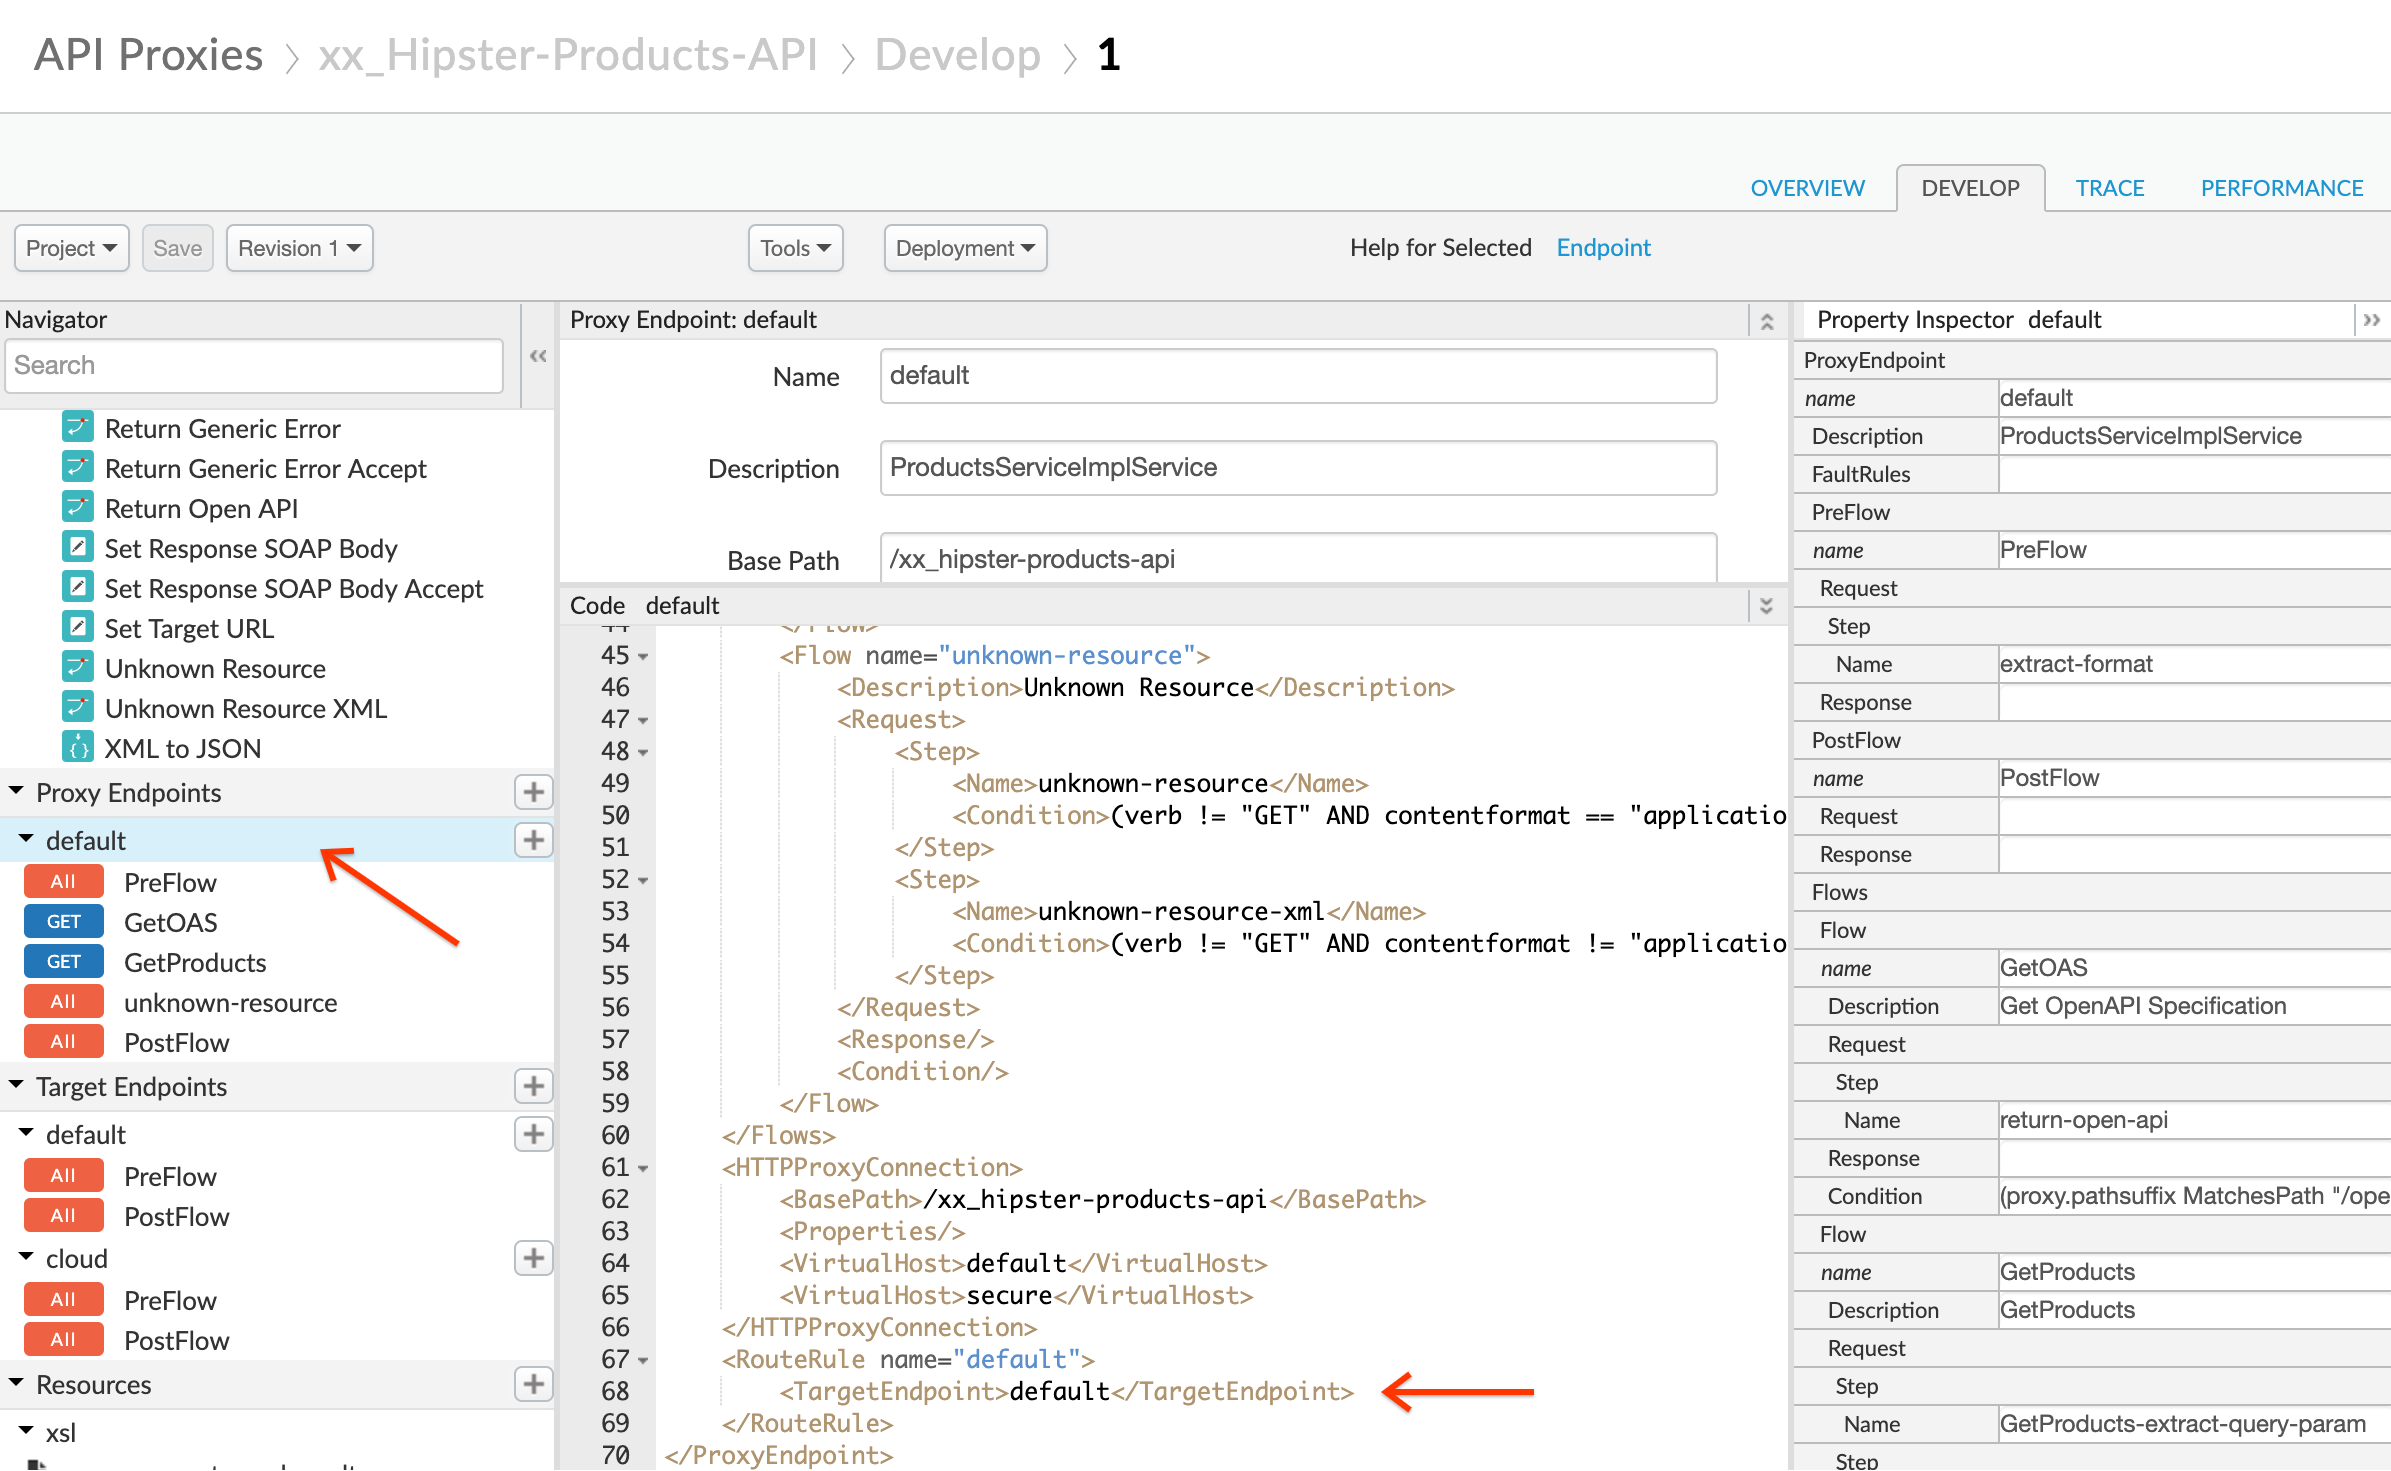 API Proxies > xx_Hipster-Products-API > Develop > 1
OVERVIEW DEVELOP TRACE PERFORMANCE
Project Save Revision 1 Tools Deployment Help for Selected Endpoint
Navigator
Search
Return Generic Error
Return Generic Error Accept
Return Open API
Set Response SOAP Body
Set Response SOAP Body Accept
Set Target URL
Unknown Resource
Unknown Resource XML
XML to JSON
Proxy Endpoints
default
All PreFlow
GET GetOAS
GET GetProducts
All unknown-resource
All PostFlow
Target Endpoints
default
All PreFlow
All PostFlow
cloud
All PreFlow
All PostFlow
Resources
xsl
Proxy Endpoint: default
Name default
Description ProductsServiceImplService
Base Path /xx_hipster-products-api
Code default
44 </Flow>
45 <Flow name="unknown-resource">
46 <Description>Unknown Resource</Description>
47 <Request>
48 <Step>
49 <Name>unknown-resource</Name>
50 <Condition>(verb != "GET" AND contentformat == "applicatio
51 </Step>
52 <Step>
53 <Name>unknown-resource-xml</Name>
54 <Condition>(verb != "GET" AND contentformat != "applicatio
55 </Step>
56 </Request>
57 <Response/>
58 <Condition/>
59 </Flow>
60 </Flows>
61 <HTTPProxyConnection>
62 <BasePath>/xx_hipster-products-api</BasePath>
63 <Properties/>
64 <VirtualHost>default</VirtualHost>
65 <VirtualHost>secure</VirtualHost>
66 </HTTPProxyConnection>
67 <RouteRule name="default">
68 <TargetEndpoint>default</TargetEndpoint>
69 </RouteRule>
70 </ProxyEndpoint>
Property Inspector default
ProxyEndpoint
name default
Description ProductsServiceImplService
FaultRules
PreFlow
name PreFlow
Request
Step
Name extract-format
Response
PostFlow
name PostFlow
Request
Response
Flows
Flow
name GetOAS
Description Get OpenAPI Specification
Request
Step
Name return-open-api
Response
Condition (proxy.pathsuffix MatchesPath "/ope
Flow
name GetProducts
Description GetProducts
Request
Step
Name GetProducts-extract-query-param
Step